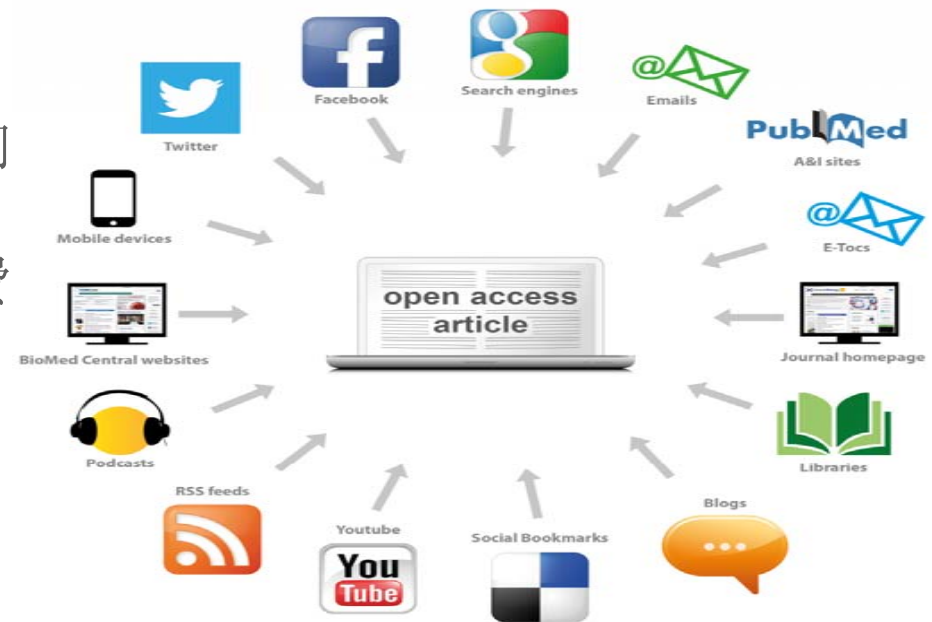 Facebook
Search engines
@
Emails
Twitter
PubMed
A&I sites
Mobile devices
@
E-Tocs
open access
article
BioMed Central websites
Journal homepage
Podcasts
Libraries
RSS feeds
Youtube
You
Tube
Social Bookmarks
Blogs